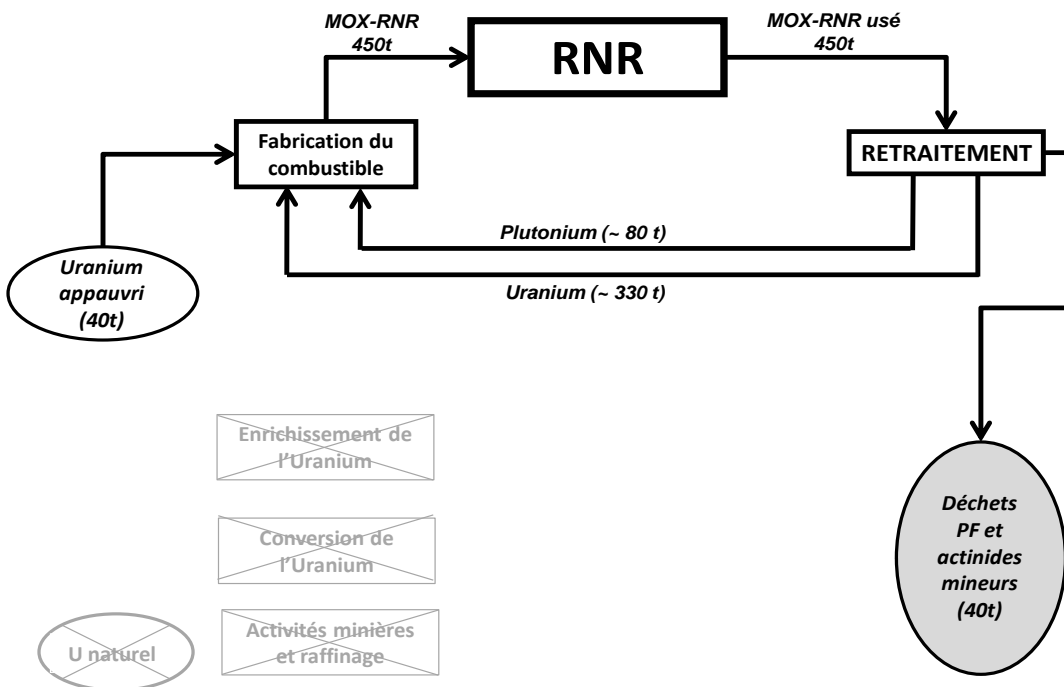 MOX-RNR
450t
RNR
MOX-RNR usé
450t
Fabrication du
combustible
RETRAITEMENT
Plutonium (~ 80 t)
Uranium (~ 330 t)
Uranium
appauvri
(40t)
Enrichissement de
l’Uranium
Conversion de
l’Uranium
Activités minières
et raffinage
U naturel
Déchets
PF et
actinides
mineurs
(40t)